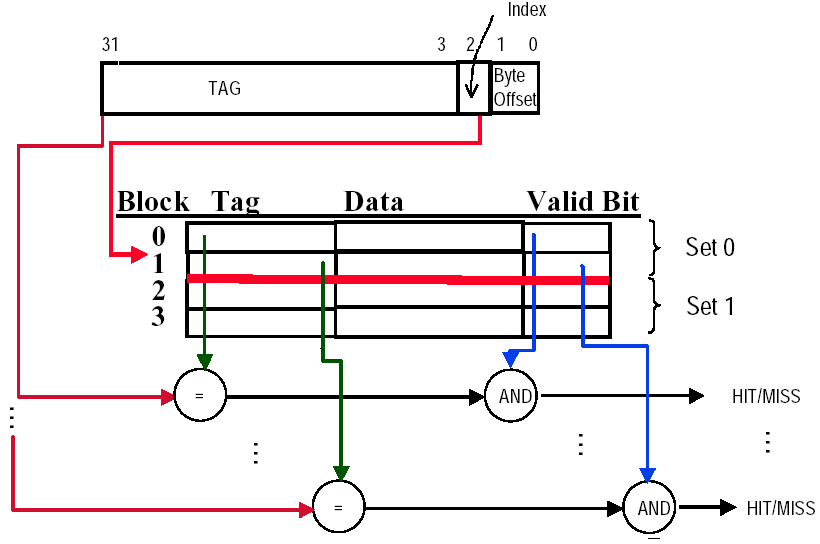 Index
31 3 2 1 0
TAG
Byte
Offset
Block Tag Data Valid Bit
0
1
2
3
Set 0
Set 1
= AND HIT/MISS
= AND HIT/MISS